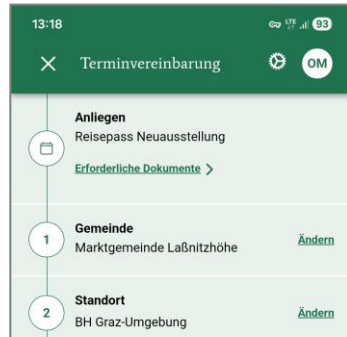 13:18 LTE 93
Terminvereinbarung OM
Anliegen
Reisepass Neuausstellung
Erforderliche Dokumente
1 Gemeinde
Marktgemeinde Laßnitzhöhe Ändern
2 Standort
BH Graz-Umgebung Ändern